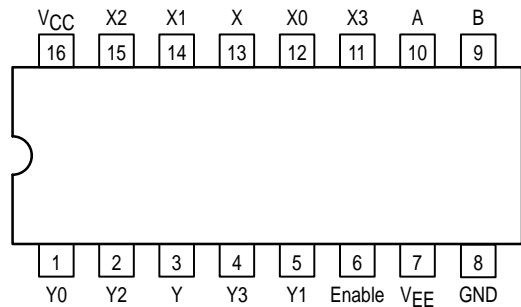 VCC X2 X1 X X0 X3 A B
16 15 14 13 12 11 10 9
1 2 3 4 5 6 7 8
Y0 Y2 Y Y3 Y1 Enable VEE GND